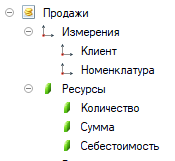 Продажи
Измерения
Клиент
Номенклатура
Ресурсы
Количество
Сумма
Себестоимость